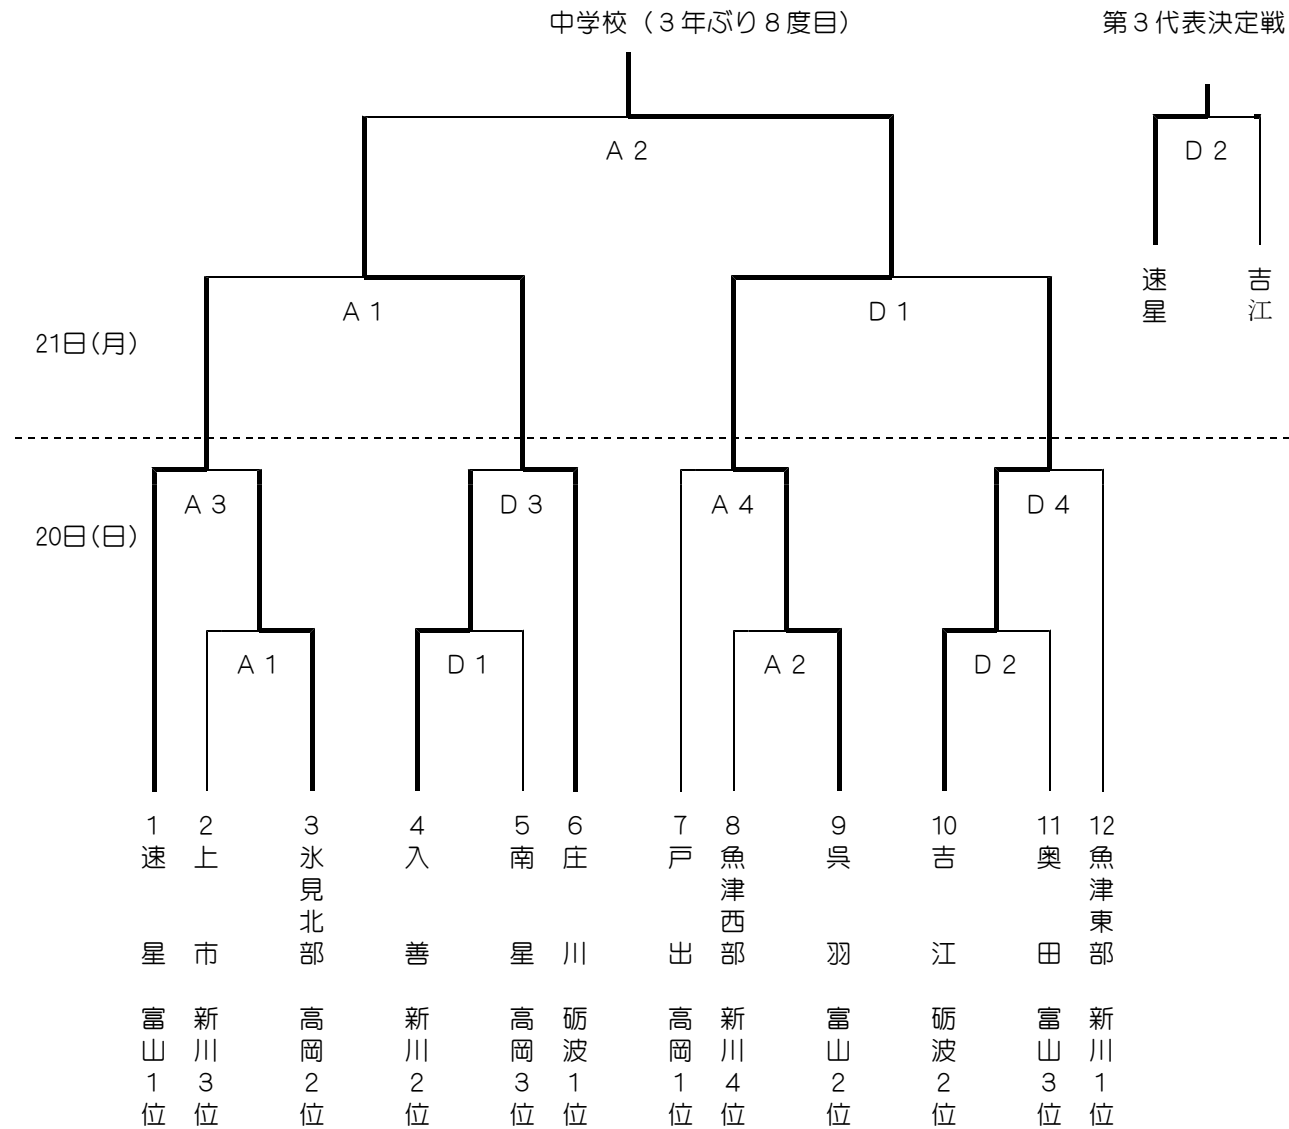 中学校（３年ぶり８度目）
第３代表決定戦
Ａ２
Ｄ２
速星
吉江
Ａ１
Ｄ１
21日(月)
Ａ３
Ｄ３
Ａ４
Ｄ４
20日(日)
Ａ１
Ｄ１
Ａ２
Ｄ２
1 速星 富山１位
2 上市 新川３位
3 氷見北部 高岡２位
4 入善 新川２位
5 南星 高岡３位
6 庄川 砺波１位
7 戸出 高岡１位
8 魚津西部 新川４位
9 呉羽 富山２位
10 吉江 砺波２位
11 奥田 富山３位
12 魚津東部 新川１位